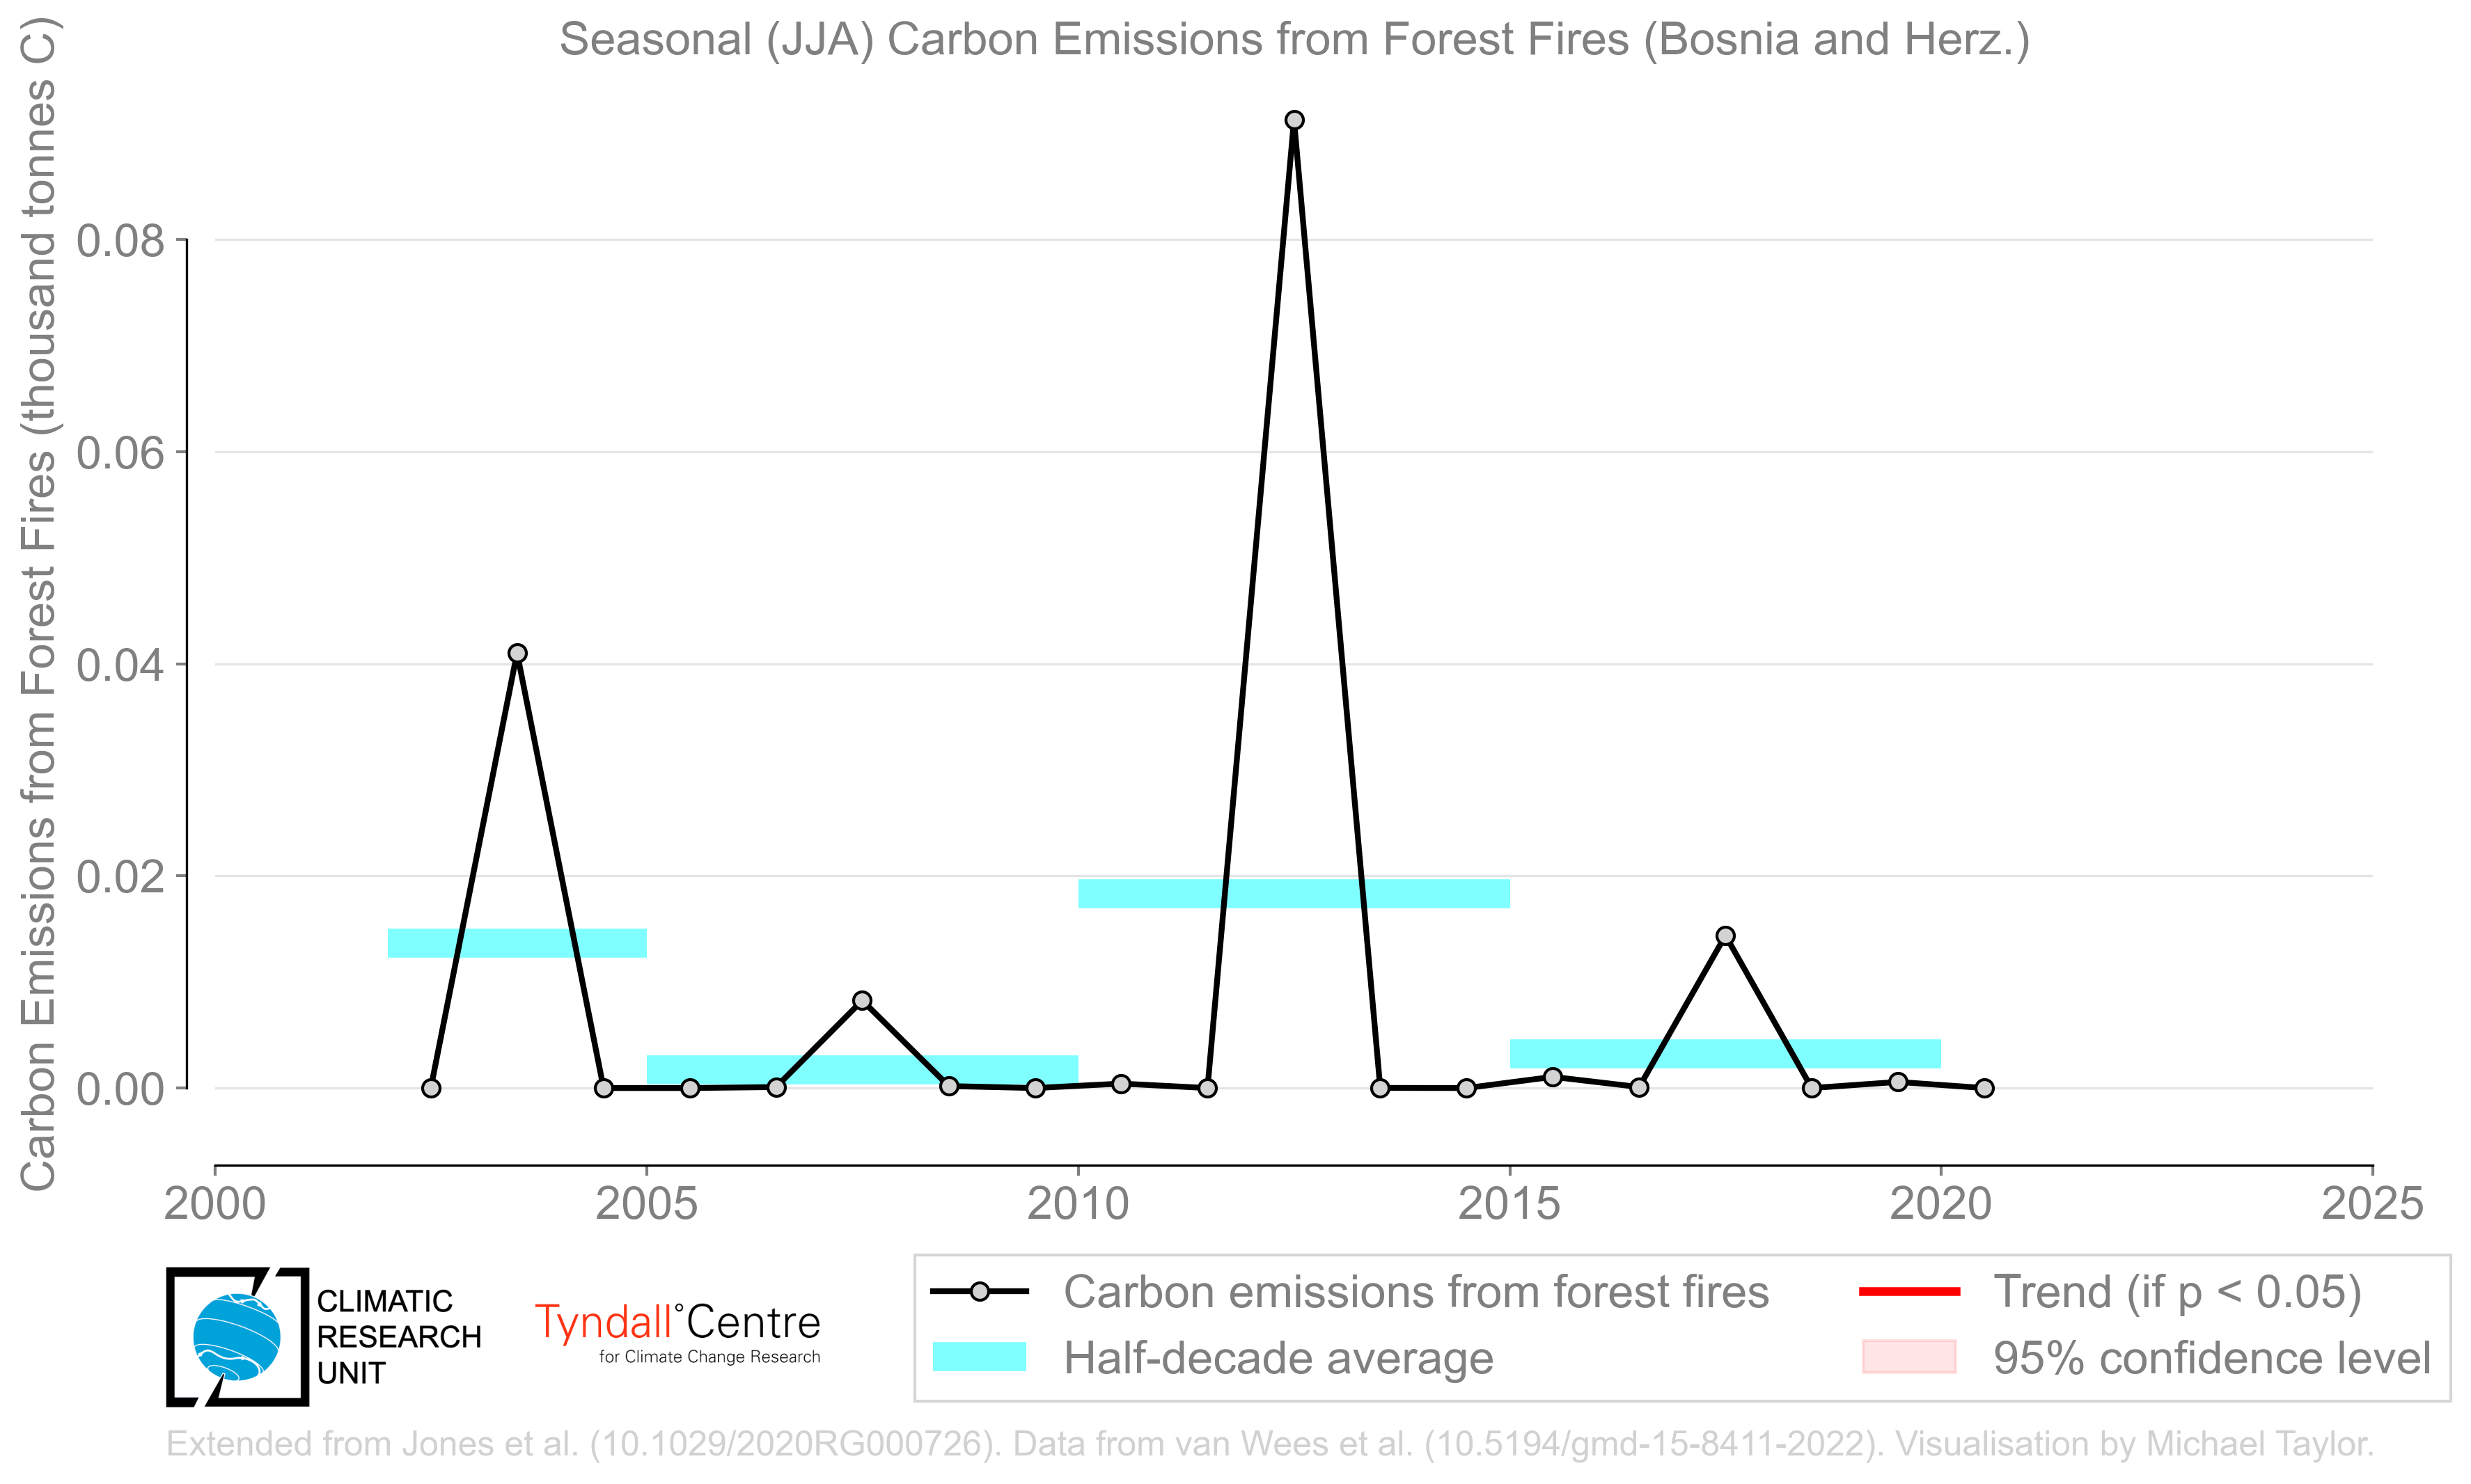 Seasonal (JJA) Carbon Emissions from Forest Fires (Bosnia and Herz.)
Carbon Emissions from Forest Fires (thousand tonnes C)
0.08
0.06
0.04
0.02
0.00
2000
2005
2010
2015
2020
2025
CLIMATIC
RESEARCH
UNIT
Tyndall°Centre
for Climate Change Research
Carbon emissions from forest fires
Half-decade average
Trend (if p < 0.05)
95% confidence level
Extended from Jones et al. (10.1029/2020RG000726). Data from van Wees et al. (10.5194/gmd-15-8411-2022). Visualisation by Michael Taylor.